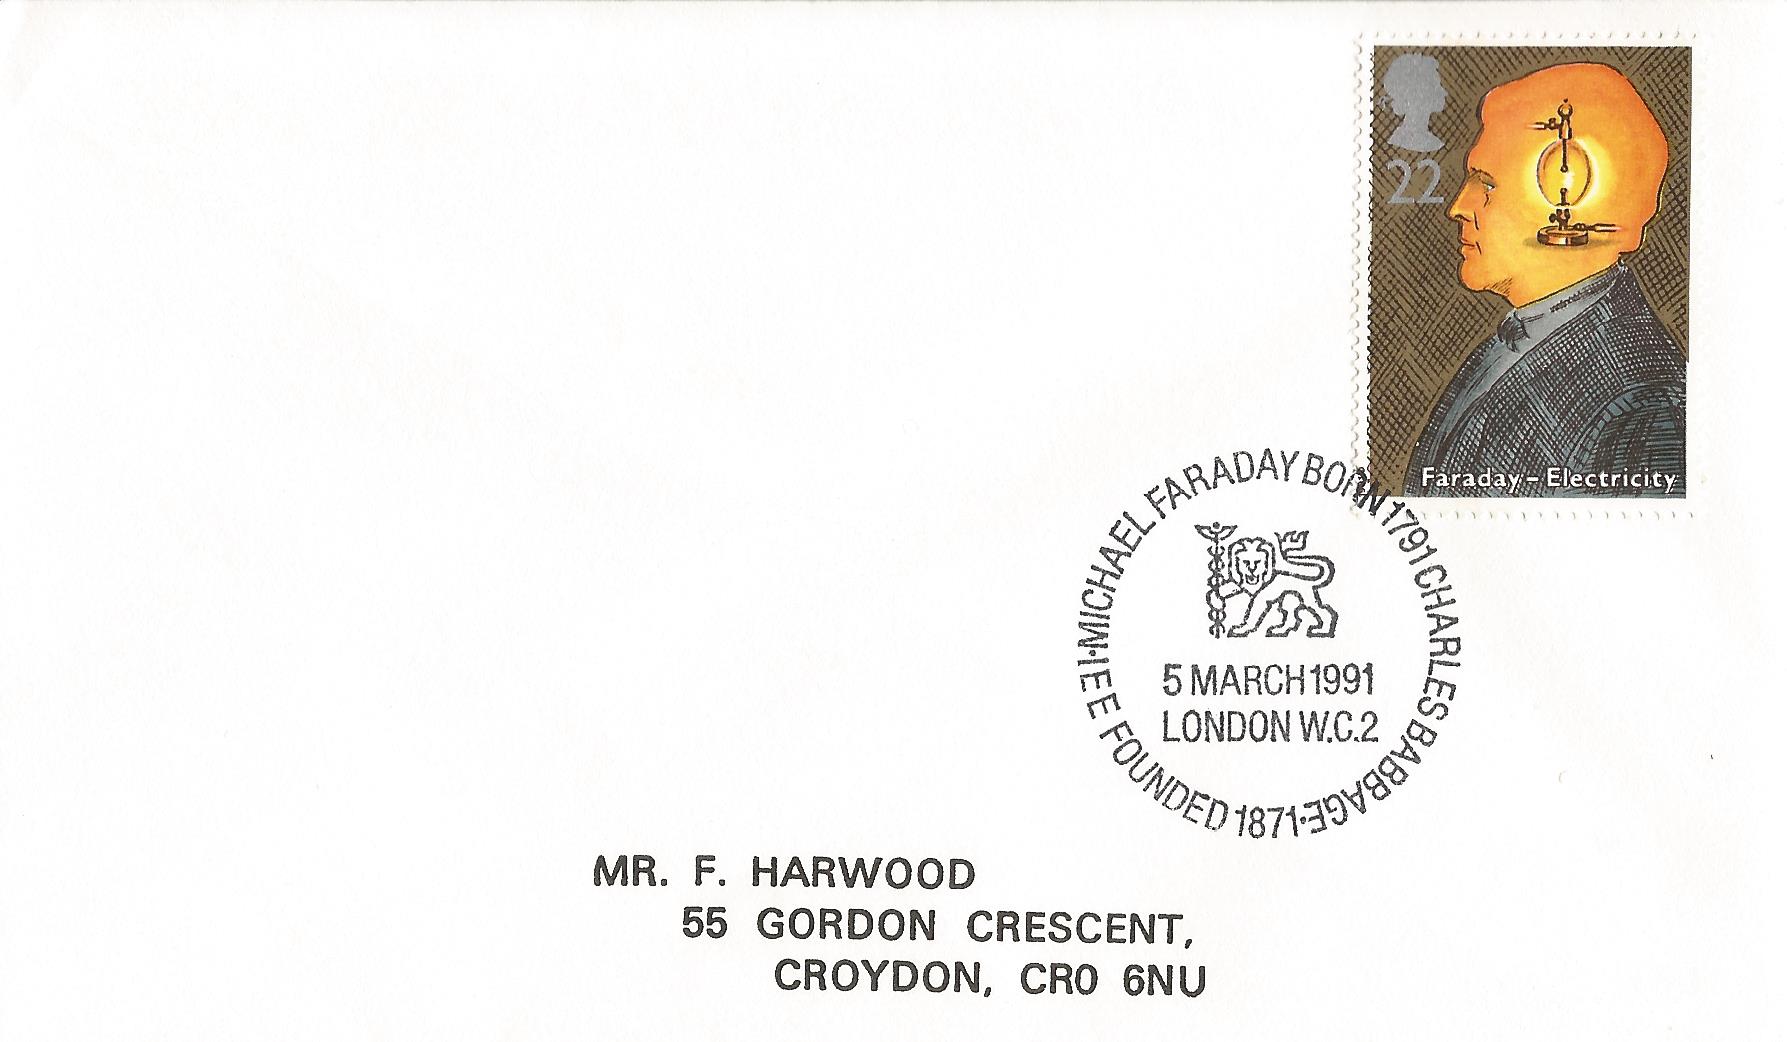 22
Faraday – Electricity
·MICHAEL FARADAY BORN 1791 CHARLES BABBAGE·
IEE FOUNDED 1871
5 MARCH 1991
LONDON W.C.2
MR. F. HARWOOD
55 GORDON CRESCENT,
CROYDON, CR0 6NU